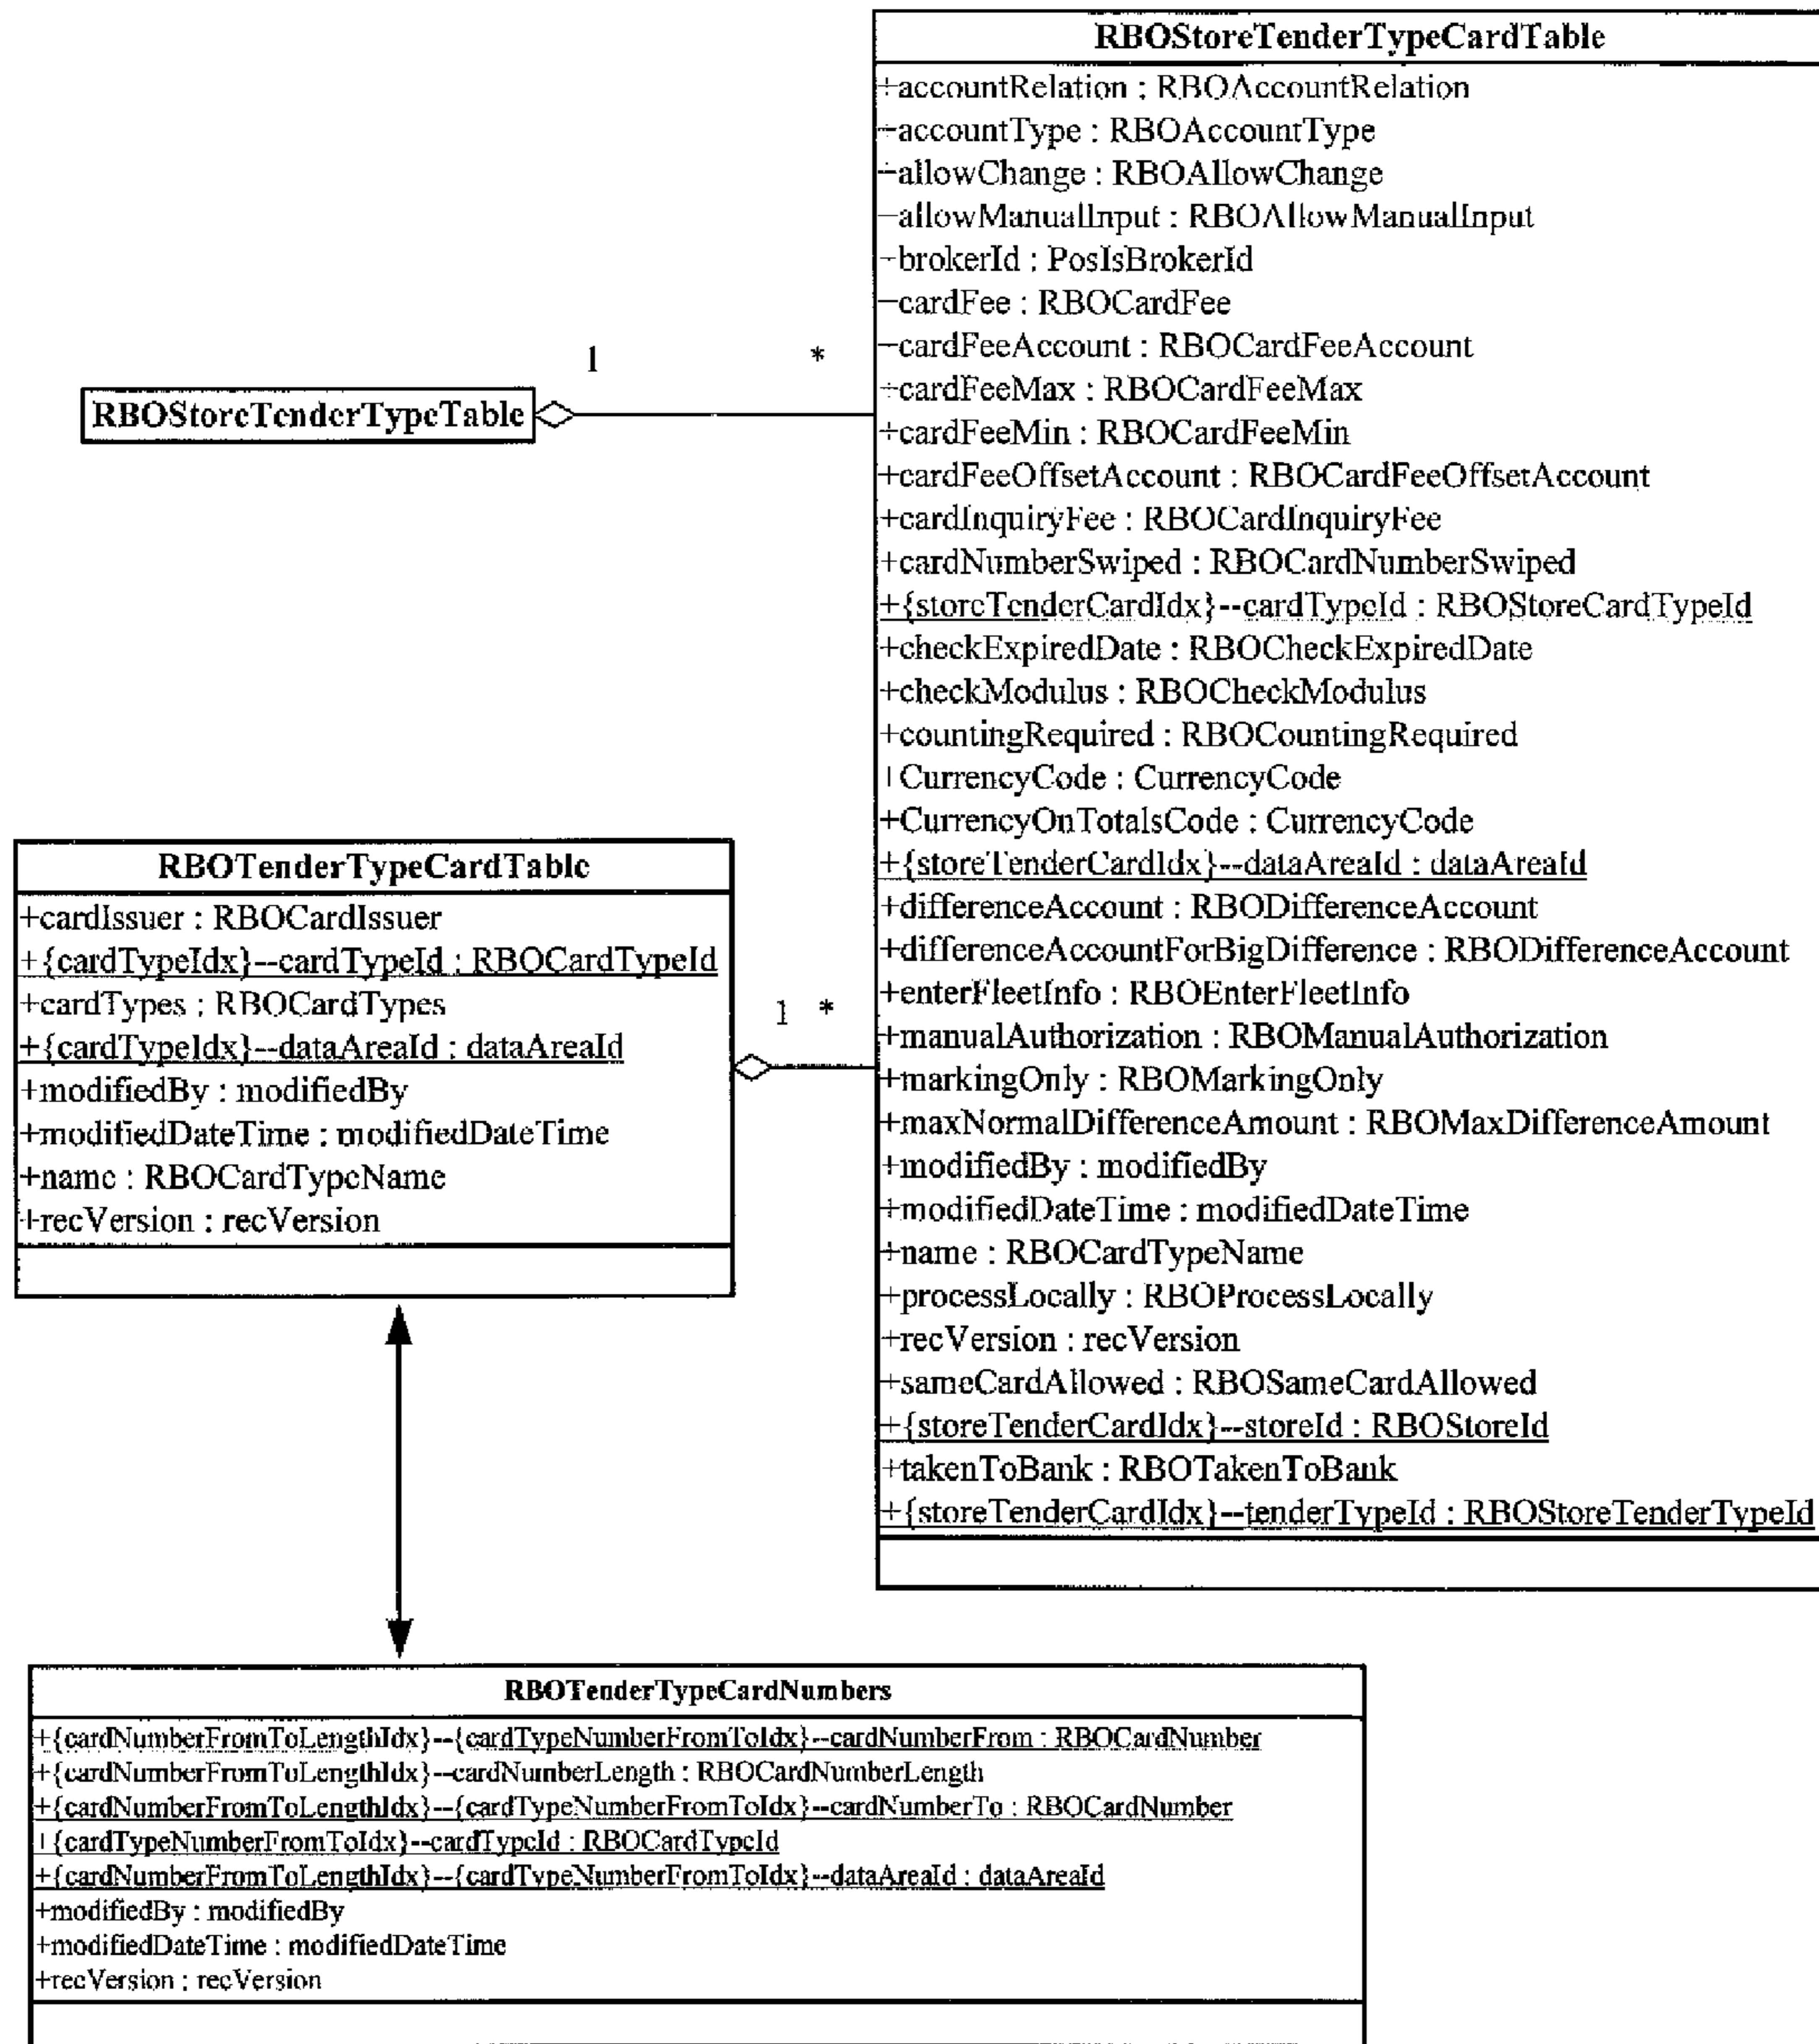 RBOStoreTenderTypeCardTable
+accountRelation : RBOAccountRelation
+accountType : RBOAccountType
+allowChange : RBOAllowChange
+allowManualInput : RBOAllowManualInput
+brokerId : PosIsBrokerId
+cardFee : RBOCardFee
+cardFeeAccount : RBOCardFeeAccount
+cardFeeMax : RBOCardFeeMax
+cardFeeMin : RBOCardFeeMin
+cardFeeOffsetAccount : RBOCardFeeOffsetAccount
+cardInquiryFee : RBOCardInquiryFee
+cardNumberSwiped : RBOCardNumberSwiped
+{storeTenderCardIdx}--cardTypeId : RBOStoreCardTypeId
+checkExpiredDate : RBOCheckExpiredDate
+checkModulus : RBOCheckModulus
+countingRequired : RBOCountingRequired
+CurrencyCode : CurrencyCode
+CurrencyOnTotalsCode : CurrencyCode
+{storeTenderCardIdx}--dataAreaId : dataAreaId
+differenceAccount : RBODifferenceAccount
+differenceAccountForBigDifference : RBODifferenceAccount
+enterFleetInfo : RBOEnterFleetInfo
+manualAuthorization : RBOManualAuthorization
+markingOnly : RBOMarkingOnly
+maxNormalDifferenceAmount : RBOMaxDifferenceAmount
+modifiedBy : modifiedBy
+modifiedDateTime : modifiedDateTime
+name : RBOCardTypeName
+processLocally : RBOProcessLocally
+recVersion : recVersion
+sameCardAllowed : RBOSameCardAllowed
+{storeTenderCardIdx}--storeId : RBOStoreId
+takenToBank : RBOTakenToBank
+{storeTenderCardIdx}--tenderTypeId : RBOStoreTenderTypeId
1 *
RBOStoreTenderTypeTable
RBOTenderTypeCardTable
+cardIssuer : RBOCardIssuer
+{cardTypeIdx}--cardTypeId : RBOCardTypeId
+cardTypes : RBOCardTypes
+{cardTypeIdx}--dataAreaId : dataAreaId
+modifiedBy : modifiedBy
+modifiedDateTime : modifiedDateTime
+name : RBOCardTypeName
+recVersion : recVersion
1 *
RBOTenderTypeCardNumbers
+{cardNumberFromToLengthIdx}--{cardTypeNumberFromToIdx}--cardNumberFrom : RBOCardNumber
+{cardNumberFromToLengthIdx}--cardNumberLength : RBOCardNumberLength
+{cardNumberFromToLengthIdx}--{cardTypeNumberFromToIdx}--cardNumberTo : RBOCardNumber
+{cardTypeNumberFromToIdx}--cardTypeId : RBOCardTypeId
+{cardNumberFromToLengthIdx}--{cardTypeNumberFromToIdx}--dataAreaId : dataAreaId
+modifiedBy : modifiedBy
+modifiedDateTime : modifiedDateTime
+recVersion : recVersion